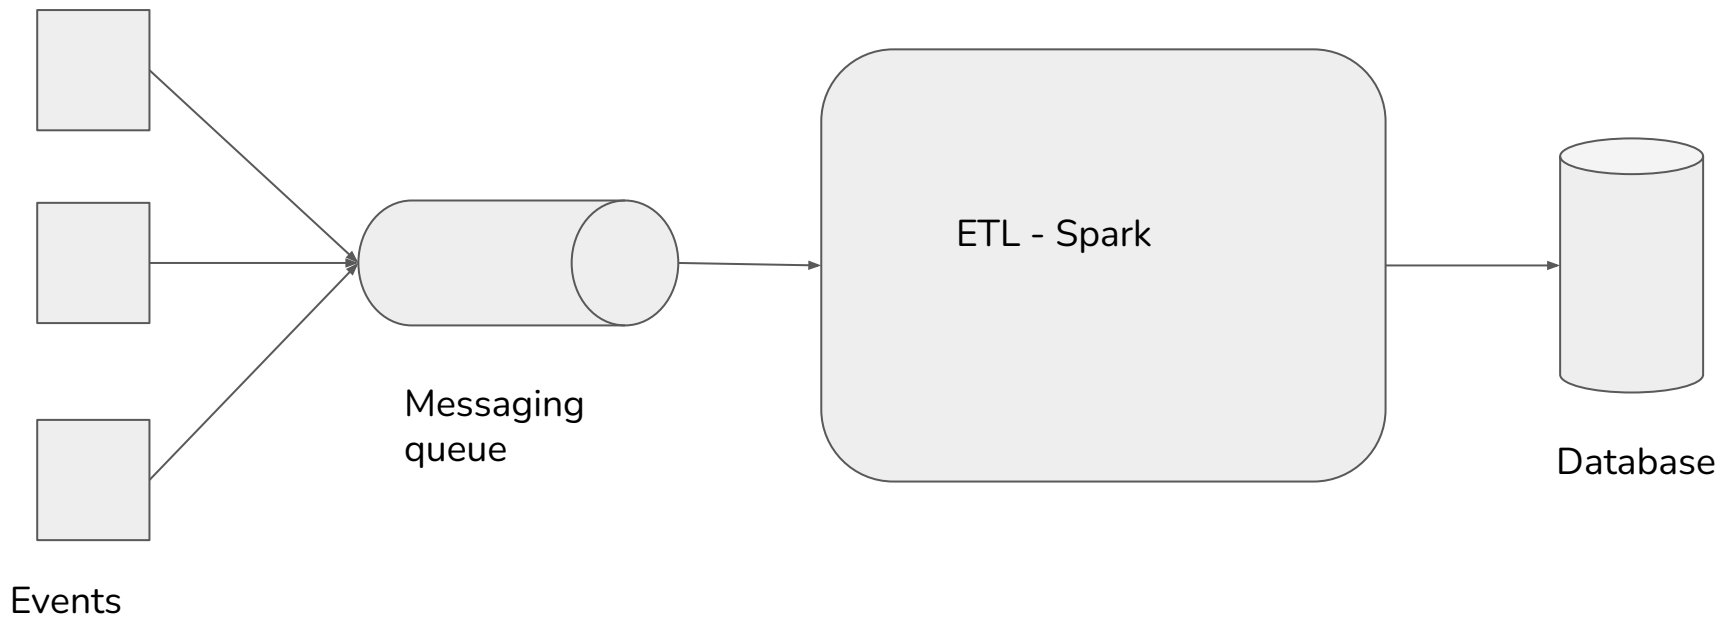 ETL - Spark
Messaging
queue
Database
Events